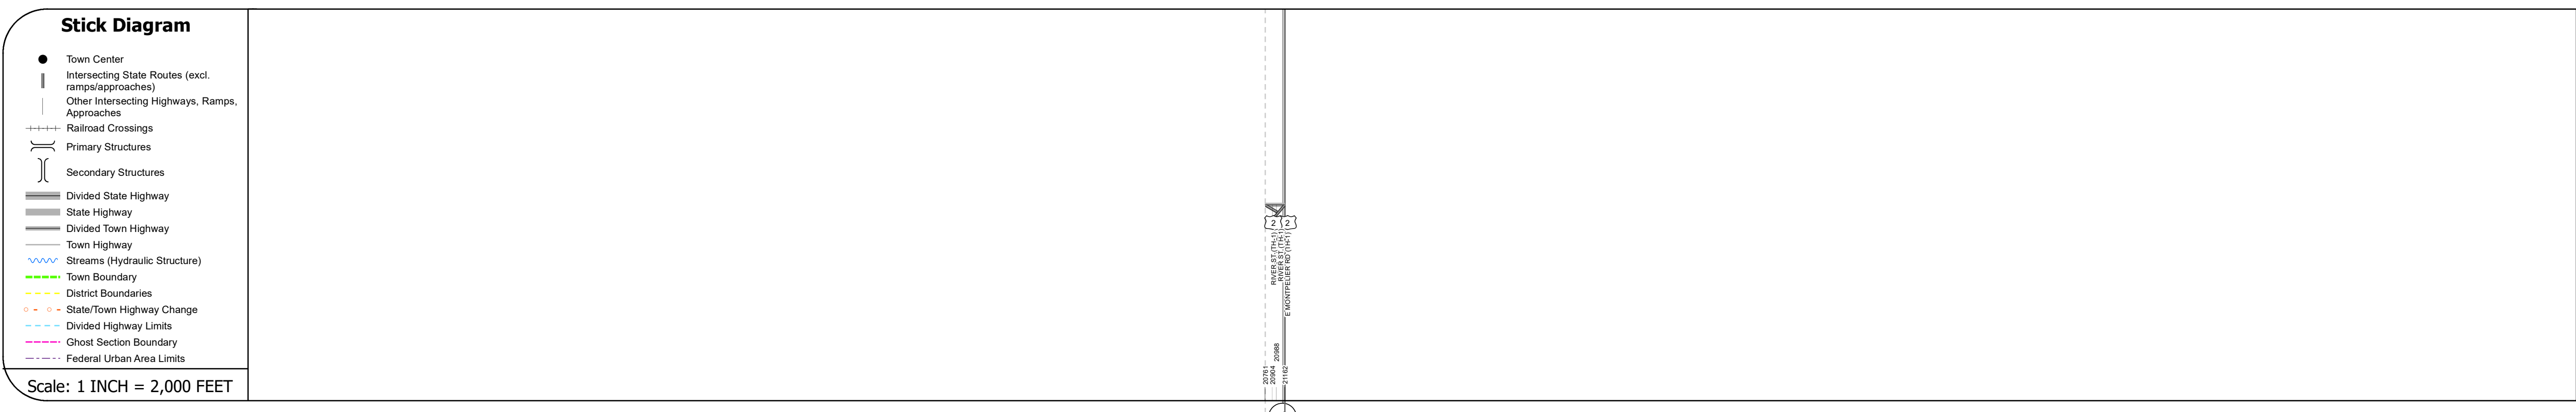 Stick Diagram
Town Center
Intersecting State Routes (excl.
ramps/approaches)
Other Intersecting Highways, Ramps,
Approaches
Railroad Crossings
Primary Structures
Secondary Structures
Divided State Highway
State Highway
Divided Town Highway
Town Highway
Streams (Hydraulic Structure)
Town Boundary
District Boundaries
State/Town Highway Change
Divided Highway Limits
Ghost Section Boundary
Federal Urban Area Limits
Scale: 1 INCH = 2,000 FEET
2
2
RIVER ST (TH-1)
RIVER ST (TH-1)
E MONTPELIER RD (TH-1)
20761
20904
20988
21162